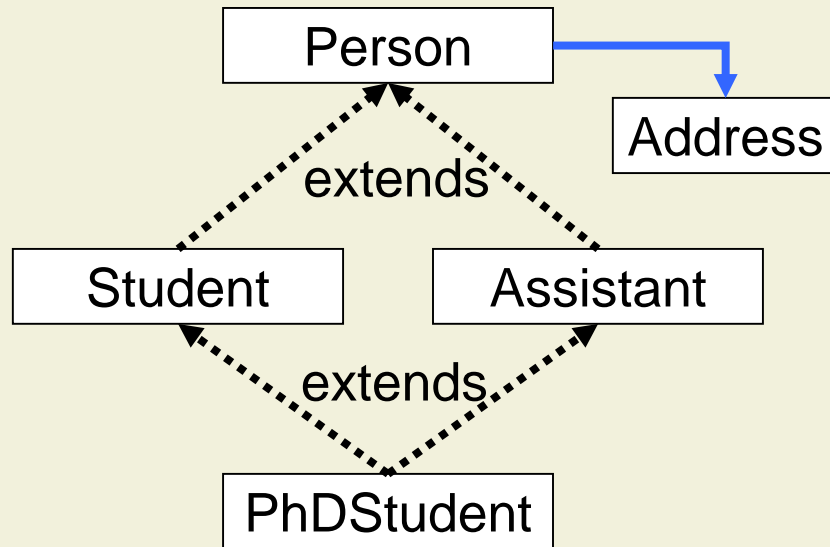 Person
Address
extends
Student
Assistant
extends
PhDStudent